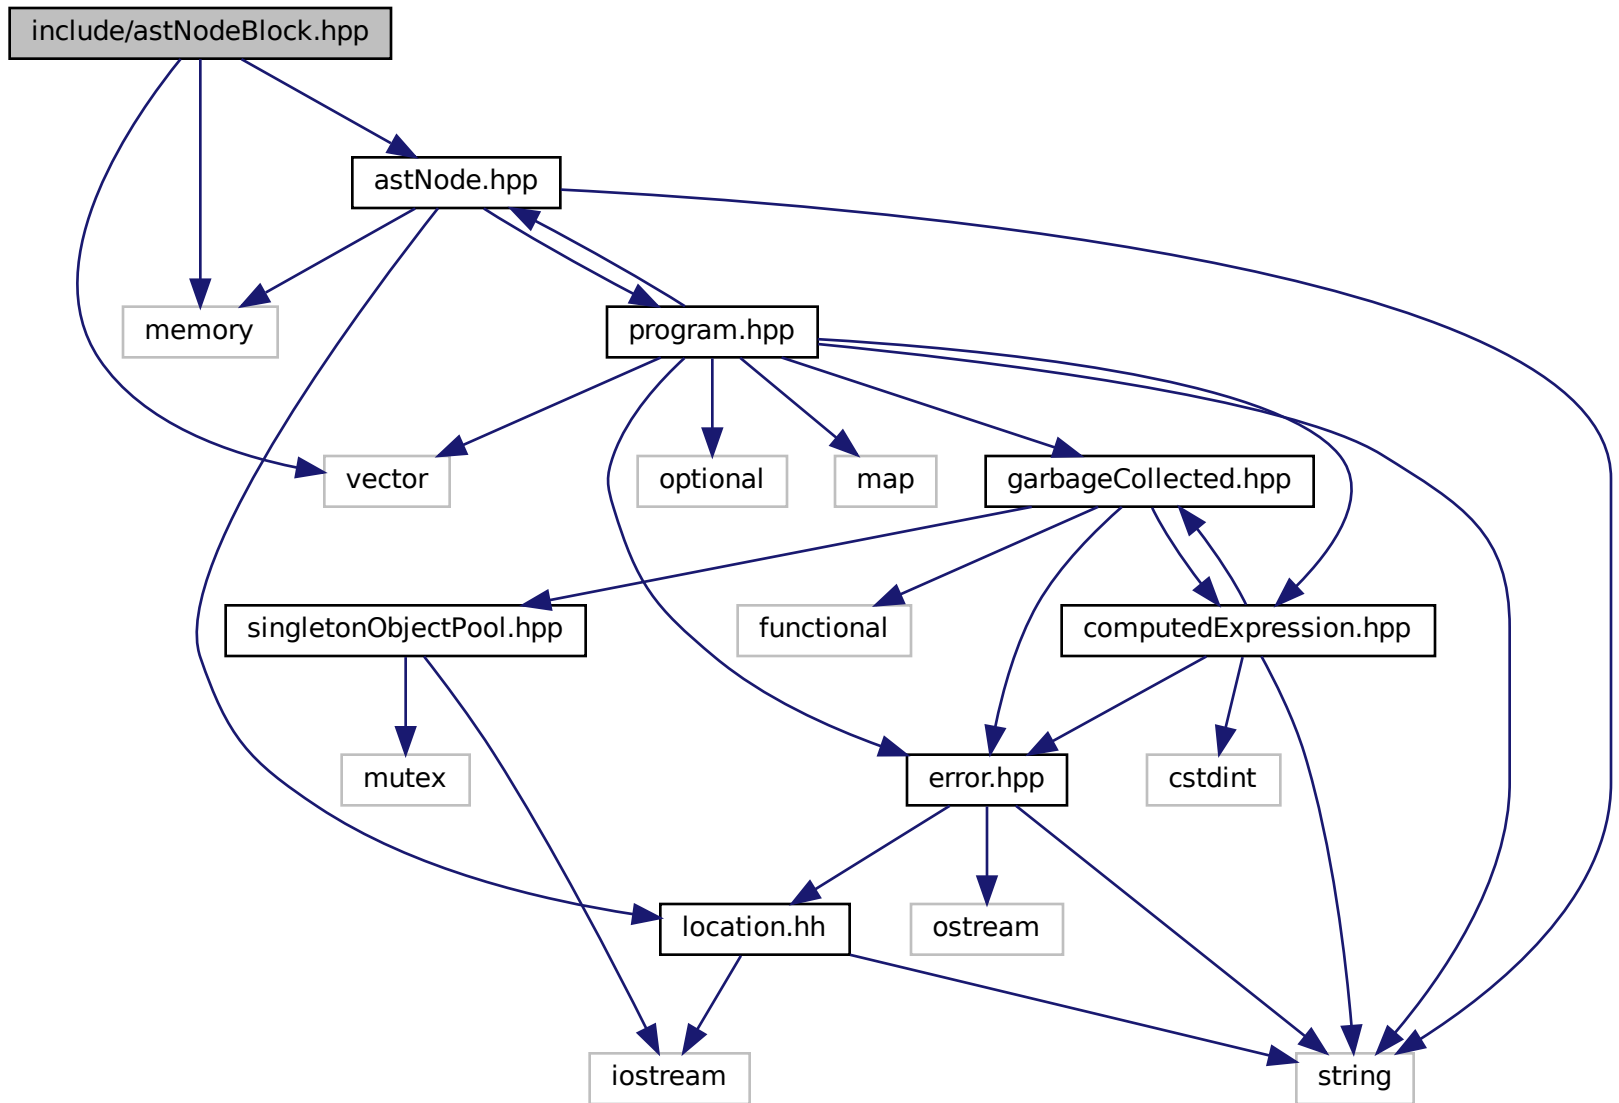 include/astNodeBlock.hpp
astNode.hpp
memory
program.hpp
vector
optional
map
garbageCollected.hpp
singletonObjectPool.hpp
functional
computedExpression.hpp
mutex
error.hpp
cstdint
location.hh
ostream
iostream
string